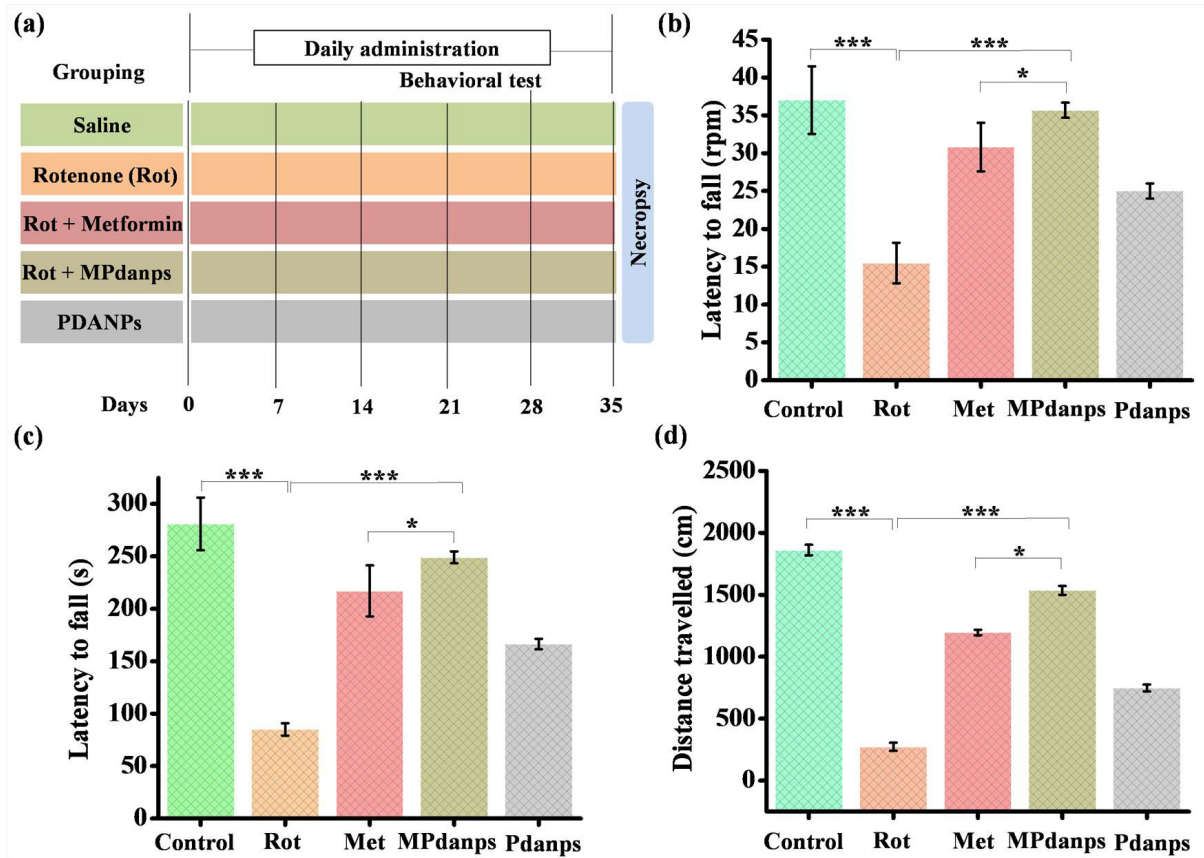 (a)
Daily administration
Grouping
Behavioral test
Saline
Rotenone (Rot)
Rot + Metformin
Rot + MPdanps
PDANPs
Necropsy
Days 0 7 14 21 28 35
(b)
Latency to fall (rpm)
45
40
35
30
25
20
15
10
5
0
*** ***
*
Control Rot Met MPdanps Pdanps
(c)
Latency to fall (s)
300
250
200
150
100
50
0
*** ***
*
Control Rot Met MPdanps Pdanps
(d)
Distance travelled (cm)
2500
2000
1500
1000
500
0
*** ***
*
Control Rot Met MPdanps Pdanps